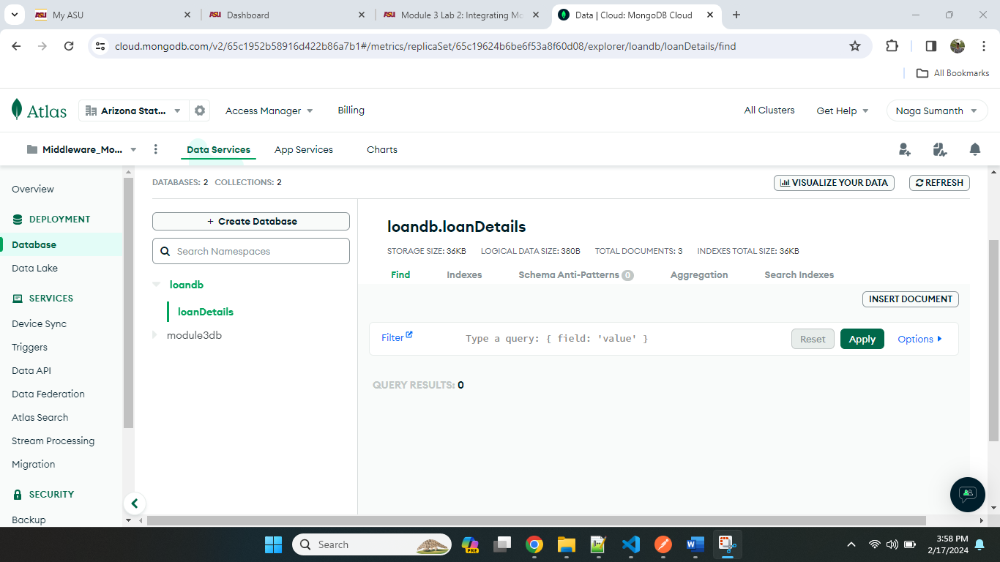 My ASU
Dashboard
Module 3 Lab 2: Integrating Mo
Data | Cloud: MongoDB Cloud
cloud.mongodb.com/v2/65c1952b58916d422b86a7b1#/metrics/replicaSet/65c19624b6be6f53a8f60d08/explorer/loandb/loanDetails/find
All Bookmarks
Atlas
Arizona Stat...
Access Manager
Billing
All Clusters
Get Help
Naga Sumanth
Middleware_Mo...
Data Services
App Services
Charts
Overview
DEPLOYMENT
Database
Data Lake
SERVICES
Device Sync
Triggers
Data API
Data Federation
Atlas Search
Stream Processing
Migration
SECURITY
Backup
DATABASES: 2 COLLECTIONS: 2
VISUALIZE YOUR DATA
REFRESH
+ Create Database
Search Namespaces
loandb
loanDetails
module3db
loandb.loanDetails
STORAGE SIZE: 36KB LOGICAL DATA SIZE: 380B TOTAL DOCUMENTS: 3 INDEXES TOTAL SIZE: 36KB
Find Indexes Schema Anti-Patterns 0 Aggregation Search Indexes
INSERT DOCUMENT
Filter
Type a query: { field: 'value' }
Reset
Apply
Options
QUERY RESULTS: 0
Search
PRE
3:58 PM
2/17/2024